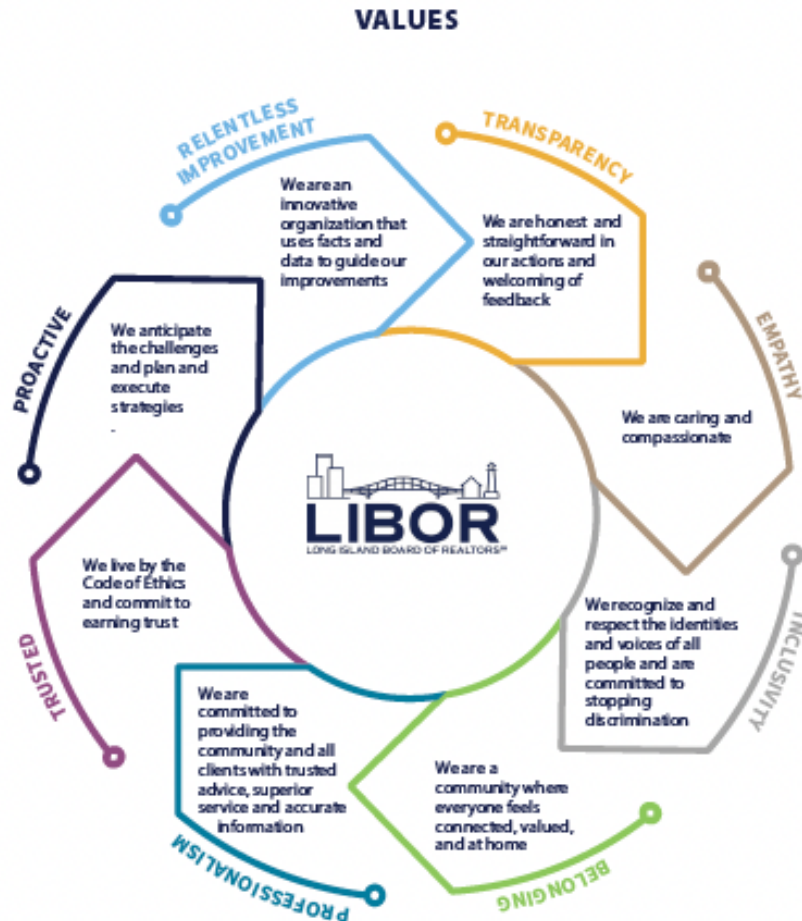 VALUES
RELENTLESS
IMPROVEMENT
We are an
innovative
organization that
uses facts and
data to guide our
improvements
TRANSPARENCY
We are honest and
straightforward in
our actions and
welcoming of
feedback
EMPATHY
We are caring and
compassionate
INCLUSIVITY
We recognize and
respect the identities
and voices of all
people and are
committed to
stopping
discrimination
BELONGING
We are a
community where
everyone feels
connected, valued,
and at home
PROFESSIONALISM
We are
committed to
providing the
community and all
clients with trusted
advice, superior
service and accurate
information
TRUSTED
We live by the
Code of Ethics
and commit to
earning trust
PROACTIVE
We anticipate
the challenges
and plan and
execute
strategies
-
LIBOR
LONG ISLAND BOARD OF REALTORS℠